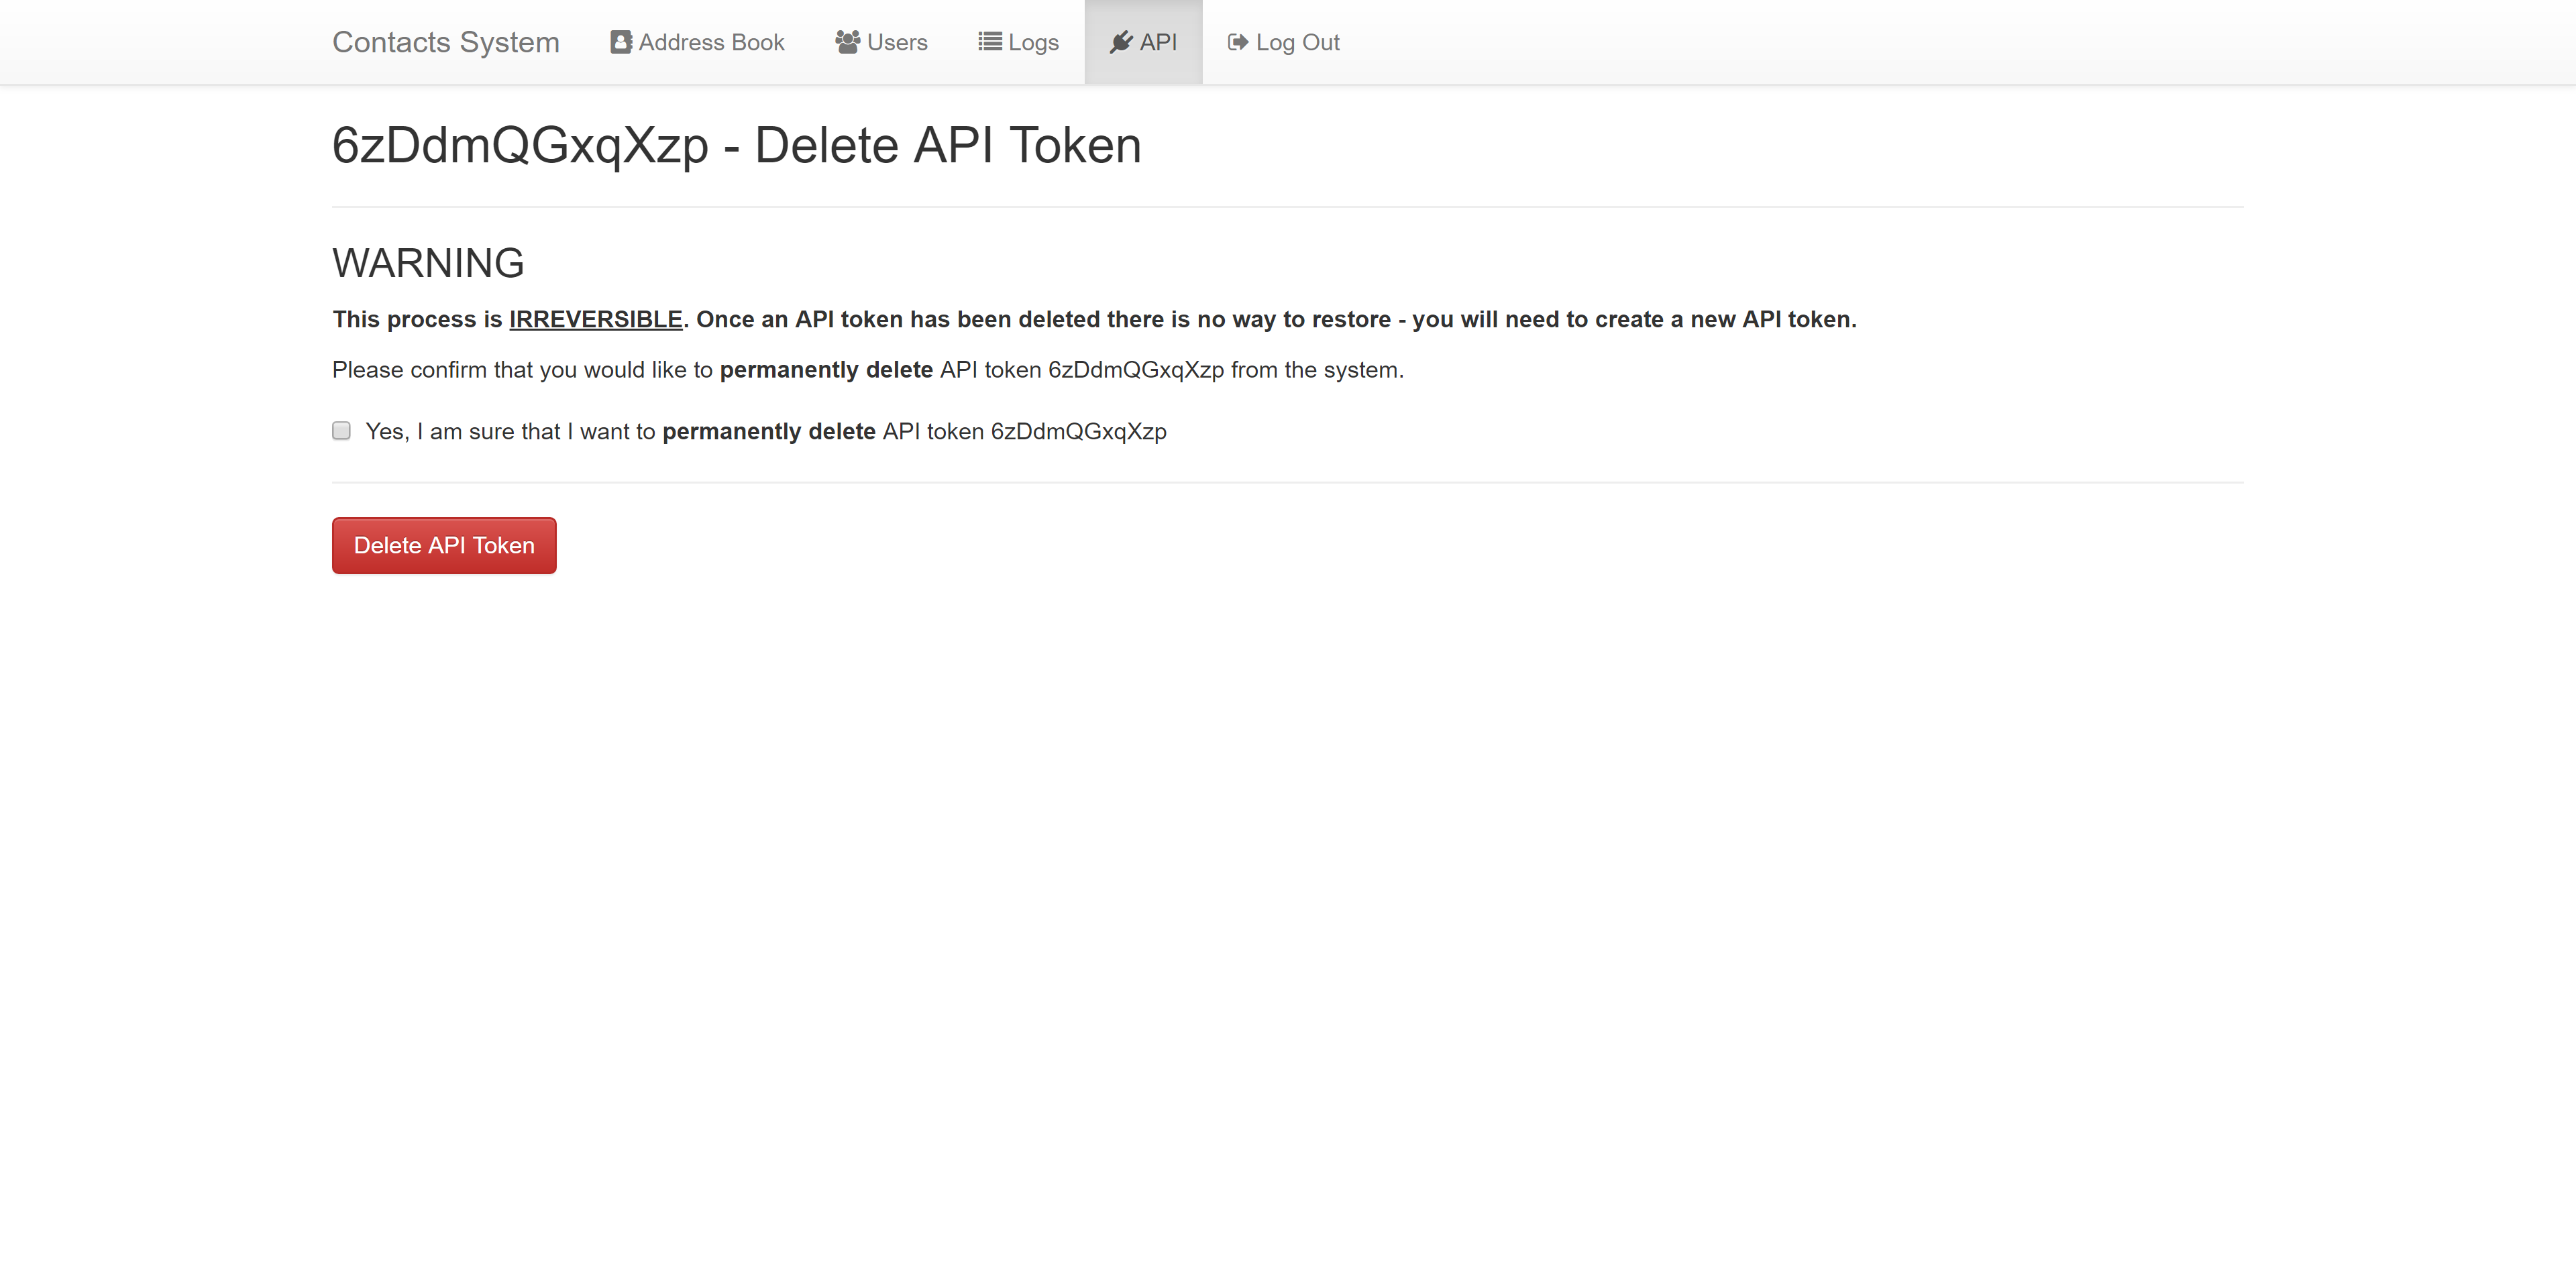 Contacts System Address Book Users Logs API Log Out
6zDdmQGxqXzp - Delete API Token
WARNING
This process is IRREVERSIBLE. Once an API token has been deleted there is no way to restore - you will need to create a new API token.
Please confirm that you would like to permanently delete API token 6zDdmQGxqXzp from the system.
Yes, I am sure that I want to permanently delete API token 6zDdmQGxqXzp
Delete API Token